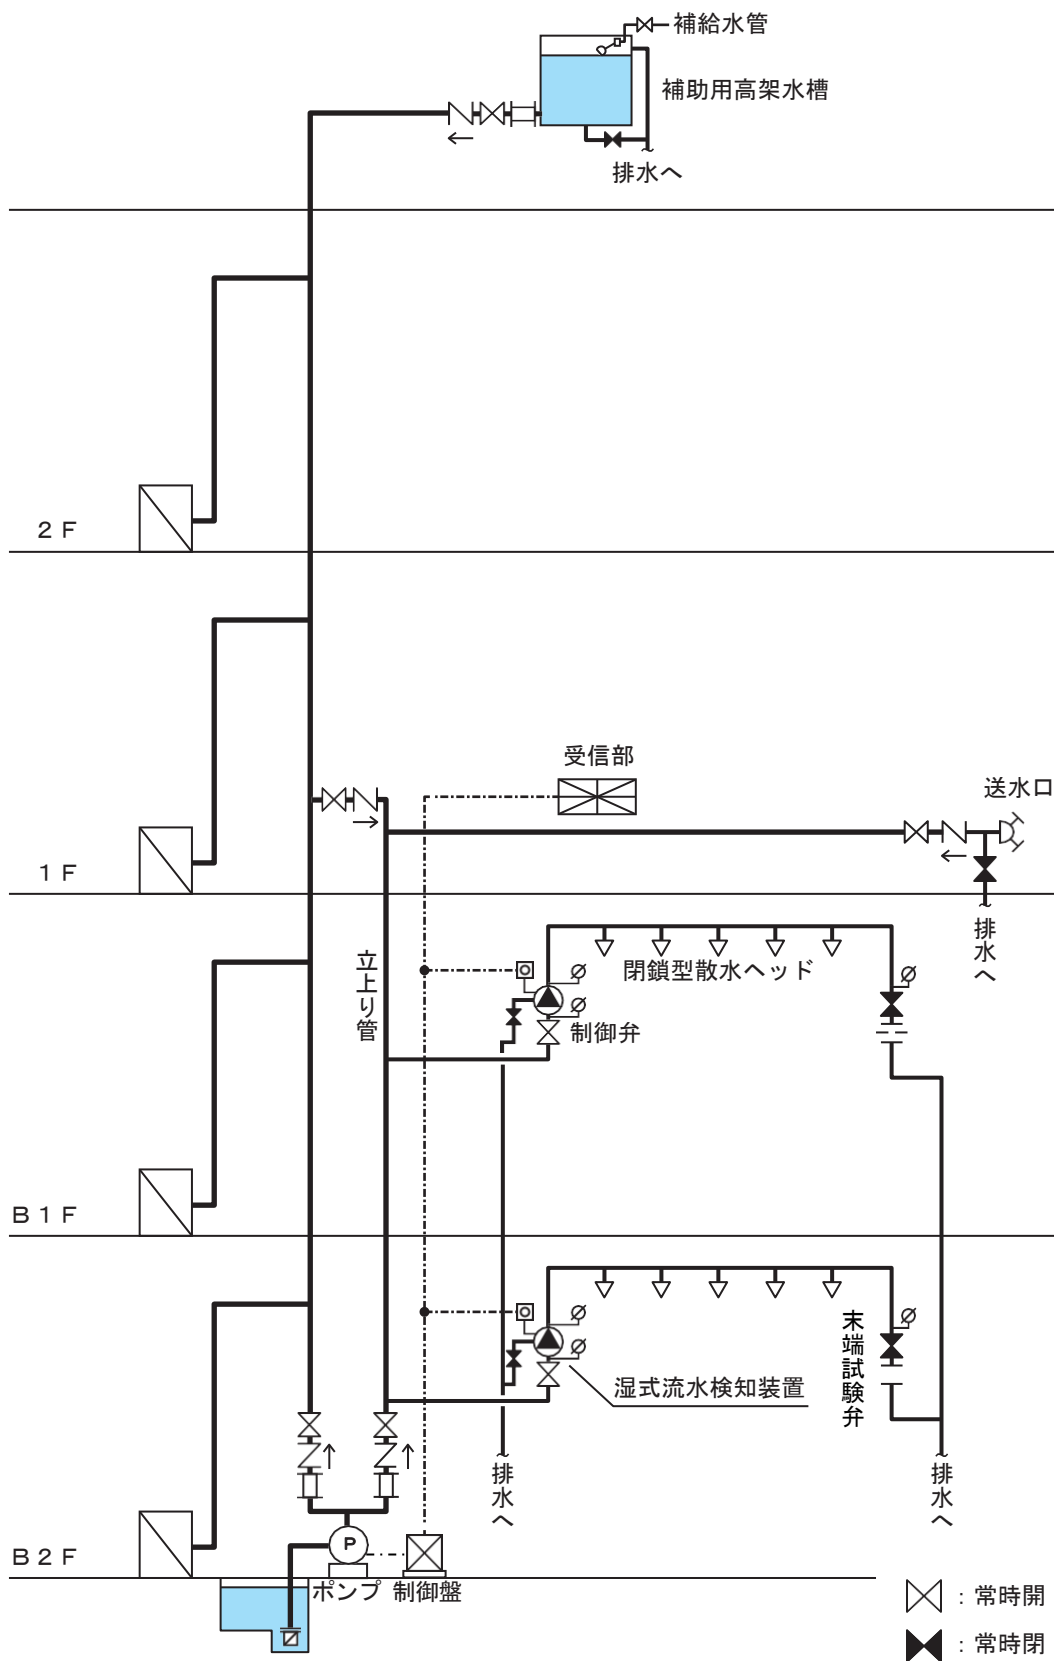 補給水管
補助用高架水槽
排水へ
２Ｆ
受信部
送水口
１Ｆ
排水へ
立上り管
閉鎖型散水ヘッド
制御弁
Ｂ１Ｆ
末端試験弁
湿式流水検知装置
排水へ
排水へ
P
Ｂ２Ｆ
ポンプ 制御盤
：常時開
：常時閉